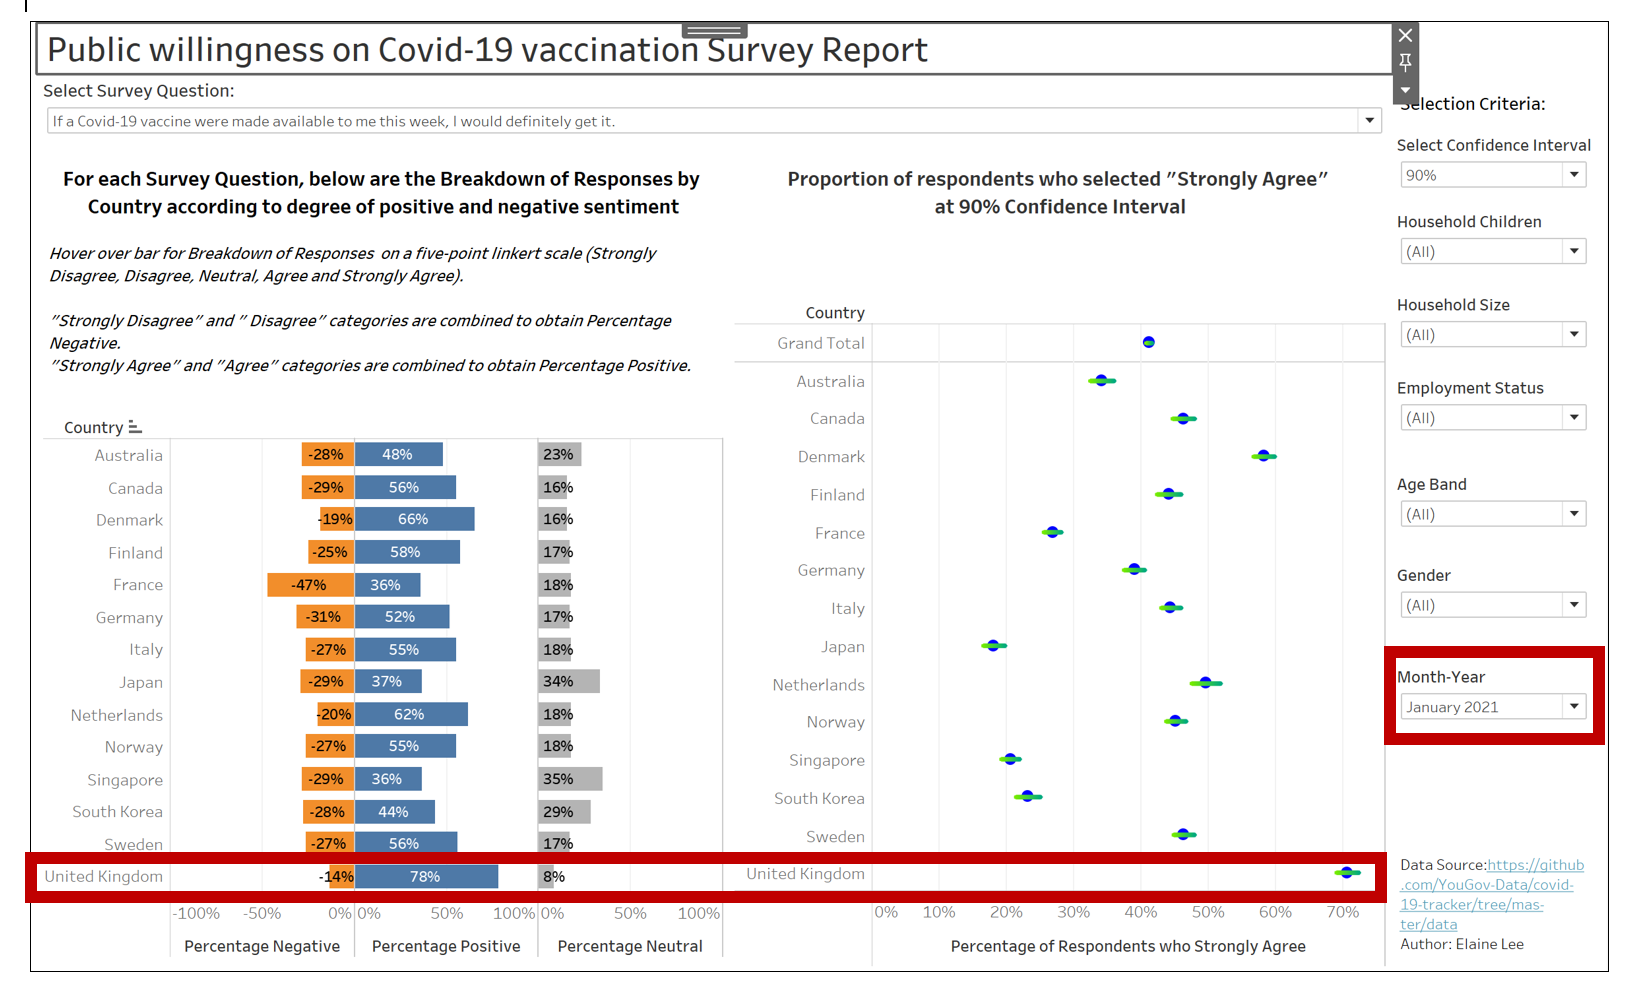 Public willingness on Covid-19 vaccination Survey Report
Select Survey Question:
If a Covid-19 vaccine were made available to me this week, I would definitely get it.
For each Survey Question, below are the Breakdown of Responses by
Country according to degree of positive and negative sentiment
Hover over bar for Breakdown of Responses on a five-point linkert scale (Strongly
Disagree, Disagree, Neutral, Agree and Strongly Agree).
"Strongly Disagree" and " Disagree" categories are combined to obtain Percentage
Negative.
"Strongly Agree" and "Agree" categories are combined to obtain Percentage Positive.
Country
Australia -28% 48% 23%
Canada -29% 56% 16%
Denmark -19% 66% 16%
Finland -25% 58% 17%
France -47% 36% 18%
Germany -31% 52% 17%
Italy -27% 55% 18%
Japan -29% 37% 34%
Netherlands -20% 62% 18%
Norway -27% 55% 18%
Singapore -29% 36% 35%
South Korea -28% 44% 29%
Sweden -27% 56% 17%
United Kingdom -14% 78% 8%
-100% -50% 0% 0% 50% 100% 0% 50% 100%
Percentage Negative Percentage Positive Percentage Neutral
Proportion of respondents who selected "Strongly Agree"
at 90% Confidence Interval
Country
Grand Total
Australia
Canada
Denmark
Finland
France
Germany
Italy
Japan
Netherlands
Norway
Singapore
South Korea
Sweden
United Kingdom
0% 10% 20% 30% 40% 50% 60% 70%
Percentage of Respondents who Strongly Agree
Selection Criteria:
Select Confidence Interval
90%
Household Children
(All)
Household Size
(All)
Employment Status
(All)
Age Band
(All)
Gender
(All)
Month-Year
January 2021
Data Source:https://github
.com/YouGov-Data/covid-
19-tracker/tree/mas-
ter/data
Author: Elaine Lee